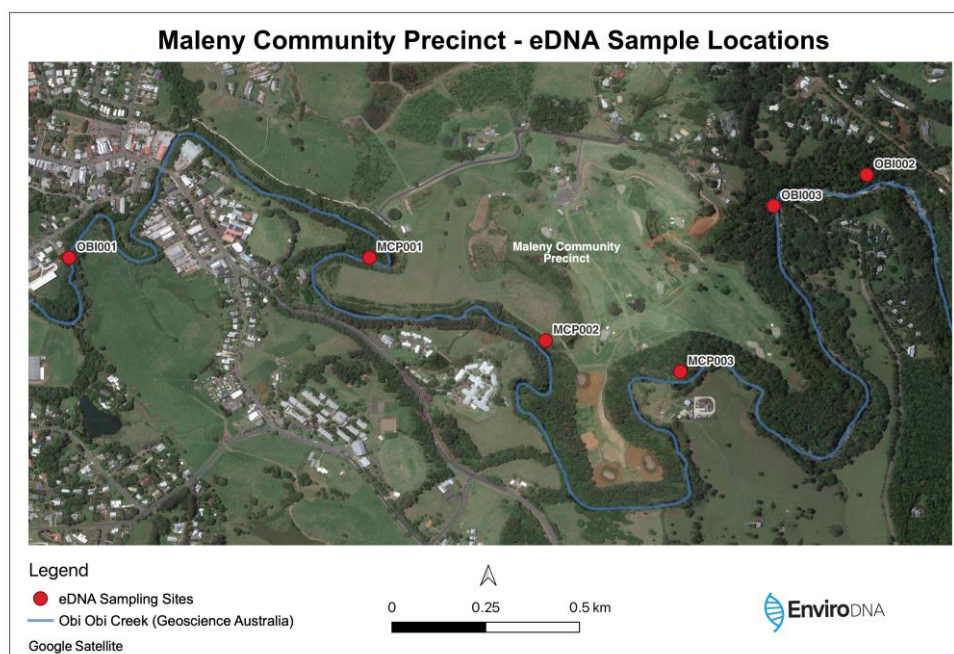 Maleny Community Precinct - eDNA Sample Locations
OBI002
OBI003
OBI001
MCP001
Maleny Community
Precinct
MCP002
MCP003
Legend
eDNA Sampling Sites
Obi Obi Creek (Geoscience Australia)
Google Satellite
0 0.25 0.5 km
EnviroDNA